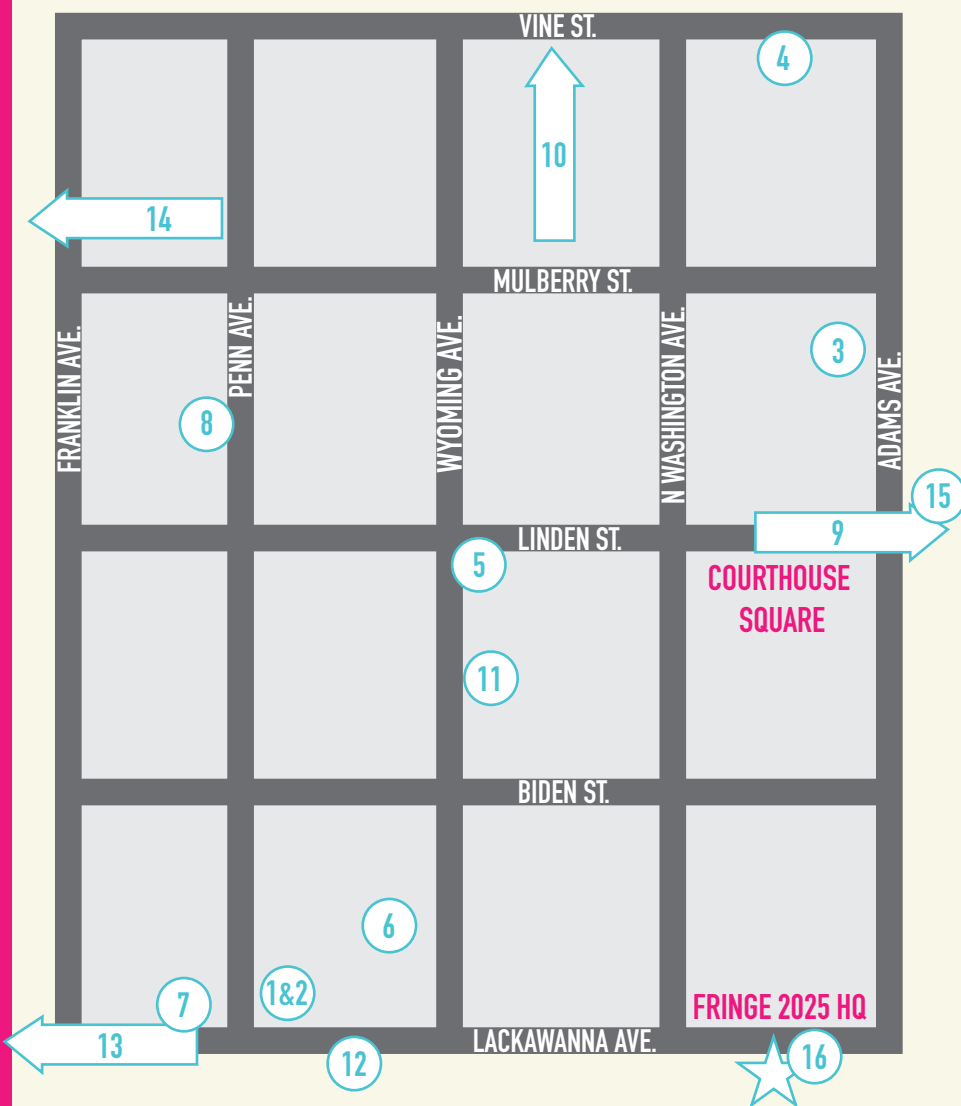 VINE ST.
4
10
14
MULBERRY ST.
FRANKLIN AVE.
PENN AVE.
WYOMING AVE.
N WASHINGTON AVE.
ADAMS AVE.
3
8
15
9
LINDEN ST.
5
COURTHOUSE
SQUARE
11
BIDEN ST.
6
1&2
7
FRINGE 2025 HQ
13
12
LACKAWANNA AVE.
16